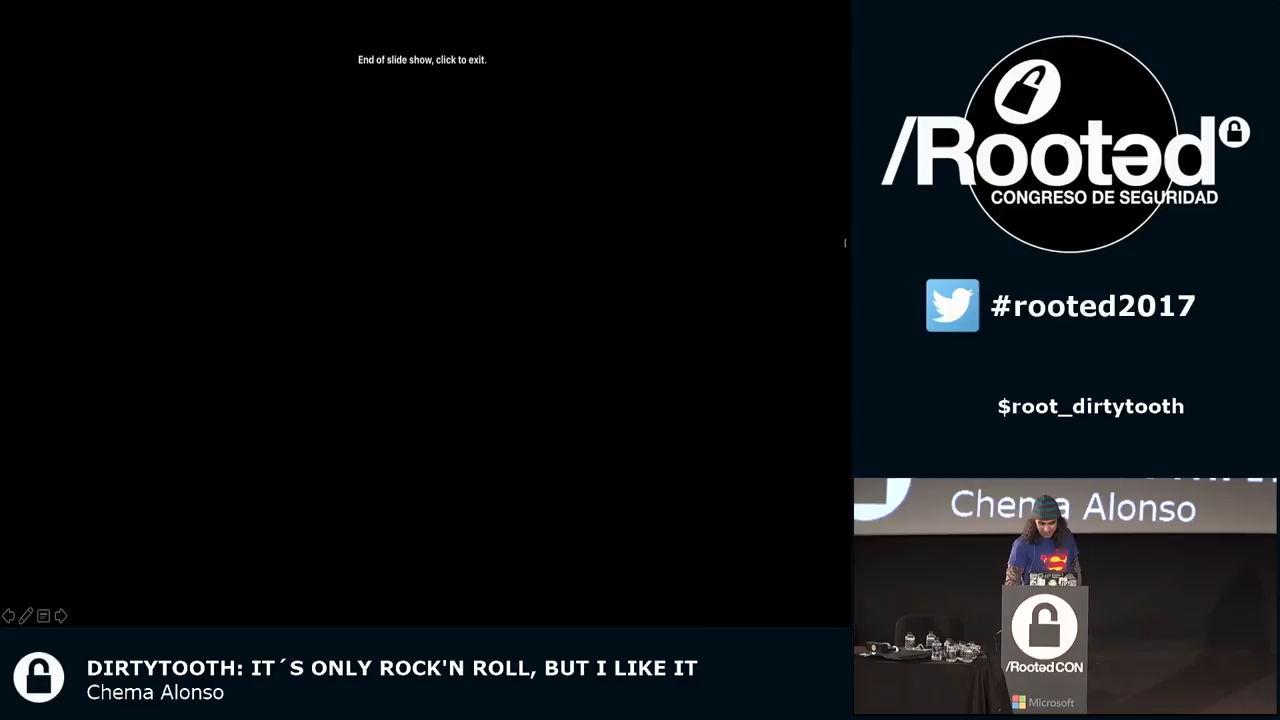 End of slide show, click to exit.
/Rootəd
CONGRESO DE SEGURIDAD
#rooted2017
$root_dirtytooth
Chema Alonso
/RootedCON
Microsoft
DIRTYTOOTH: IT´S ONLY ROCK'N ROLL, BUT I LIKE IT
Chema Alonso